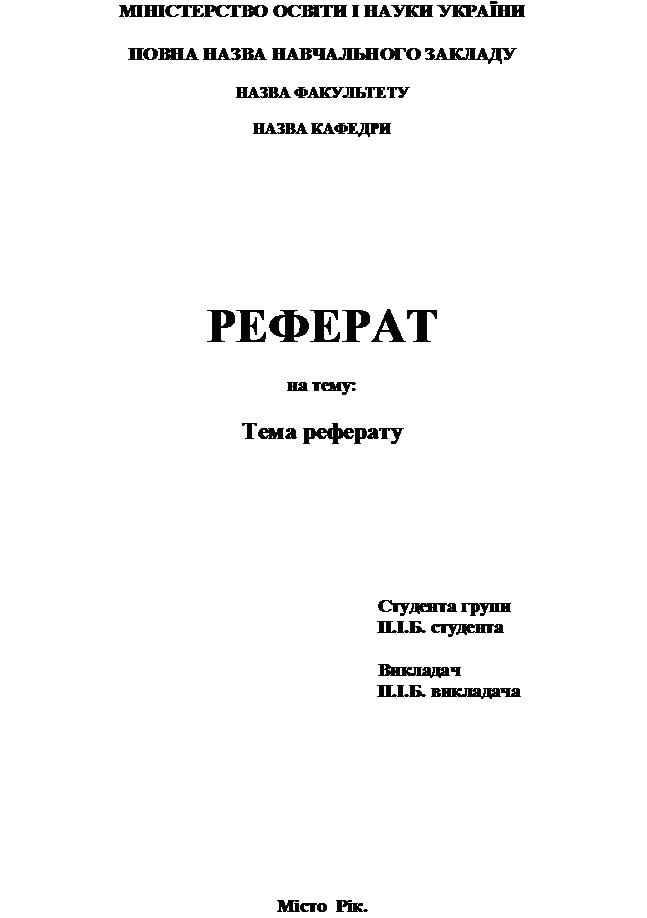 МІНІСТЕРСТВО ОСВІТИ І НАУКИ УКРАЇНИ
ПОВНА НАЗВА НАВЧАЛЬНОГО ЗАКЛАДУ
НАЗВА ФАКУЛЬТЕТУ
НАЗВА КАФЕДРИ
РЕФЕРАТ
на тему:
Тема реферату
Студента групи
П.І.Б. студента
Викладач
П.І.Б. викладача
Місто Рік.